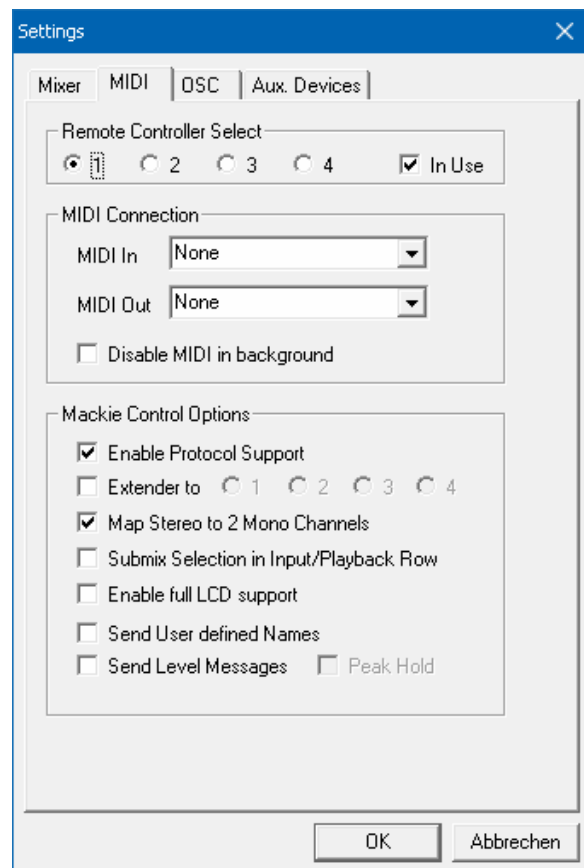 Settings
Mixer MIDI OSC Aux. Devices
Remote Controller Select
1 2 3 4 In Use
MIDI Connection
MIDI In None
MIDI Out None
Disable MIDI in background
Mackie Control Options
Enable Protocol Support
Extender to 1 2 3 4
Map Stereo to 2 Mono Channels
Submix Selection in Input/Playback Row
Enable full LCD support
Send User defined Names
Send Level Messages Peak Hold
OK Abbrechen